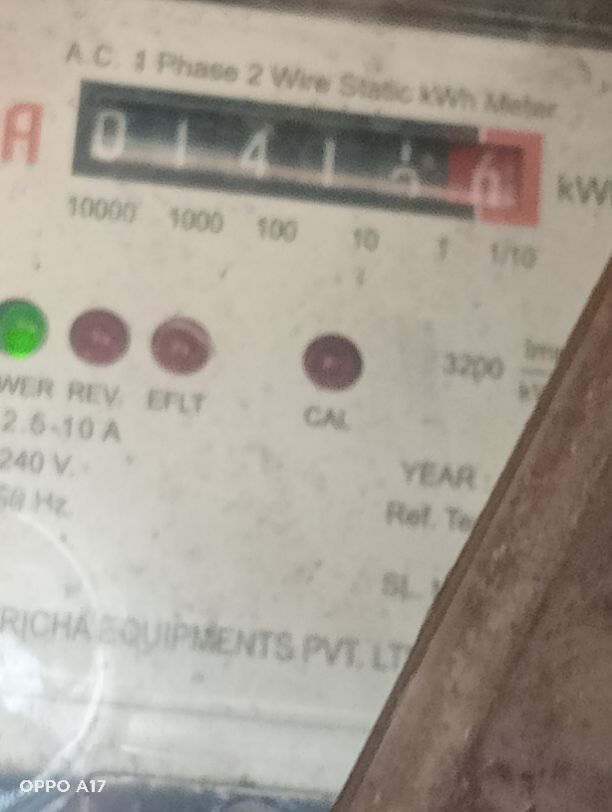 A.C. 1 Phase 2 Wire Static kWh Meter
A 0 1 4 1 6
10000 1000 100 10 1 1/10
3200
WER REV. EFLT CAL
2.5-10 A
240 V.
YEAR
50 Hz.
Ref. Te
SL.
RICHA EQUIPMENTS PVT. LT
OPPO A17